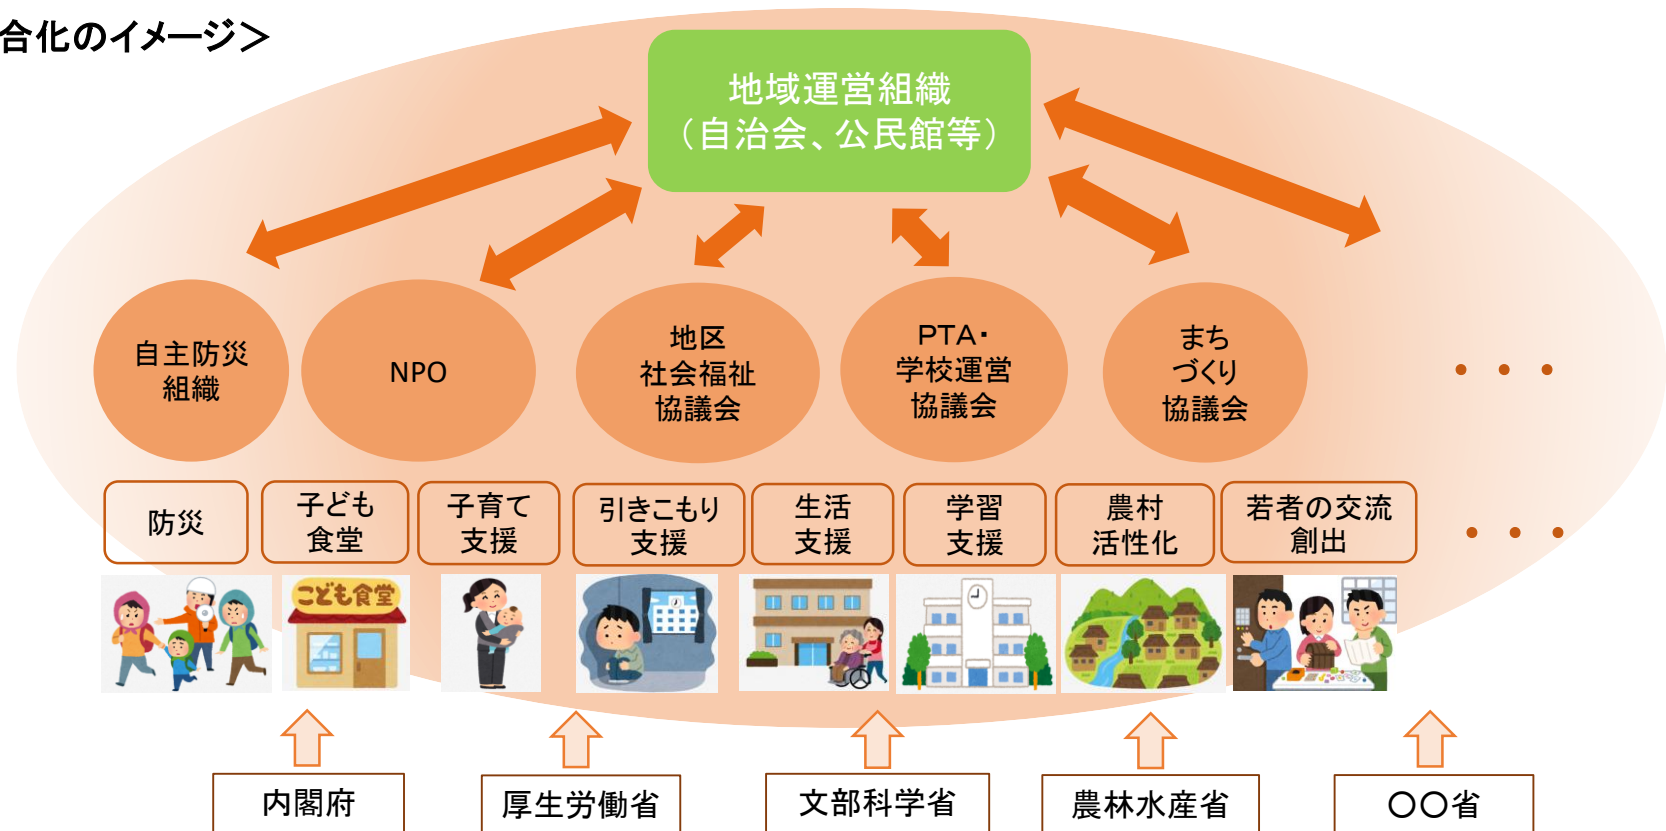 合化のイメージ＞
地域運営組織
（自治会、公民館等）
自主防災
組織
NPO
地区
社会福祉
協議会
PTA・
学校運営
協議会
まち
づくり
協議会
・・・
防災
子ども
食堂
子育て
支援
引きこもり
支援
生活
支援
学習
支援
農村
活性化
若者の交流
創出
・・・
こども食堂
内閣府
厚生労働省
文部科学省
農林水産省
〇〇省